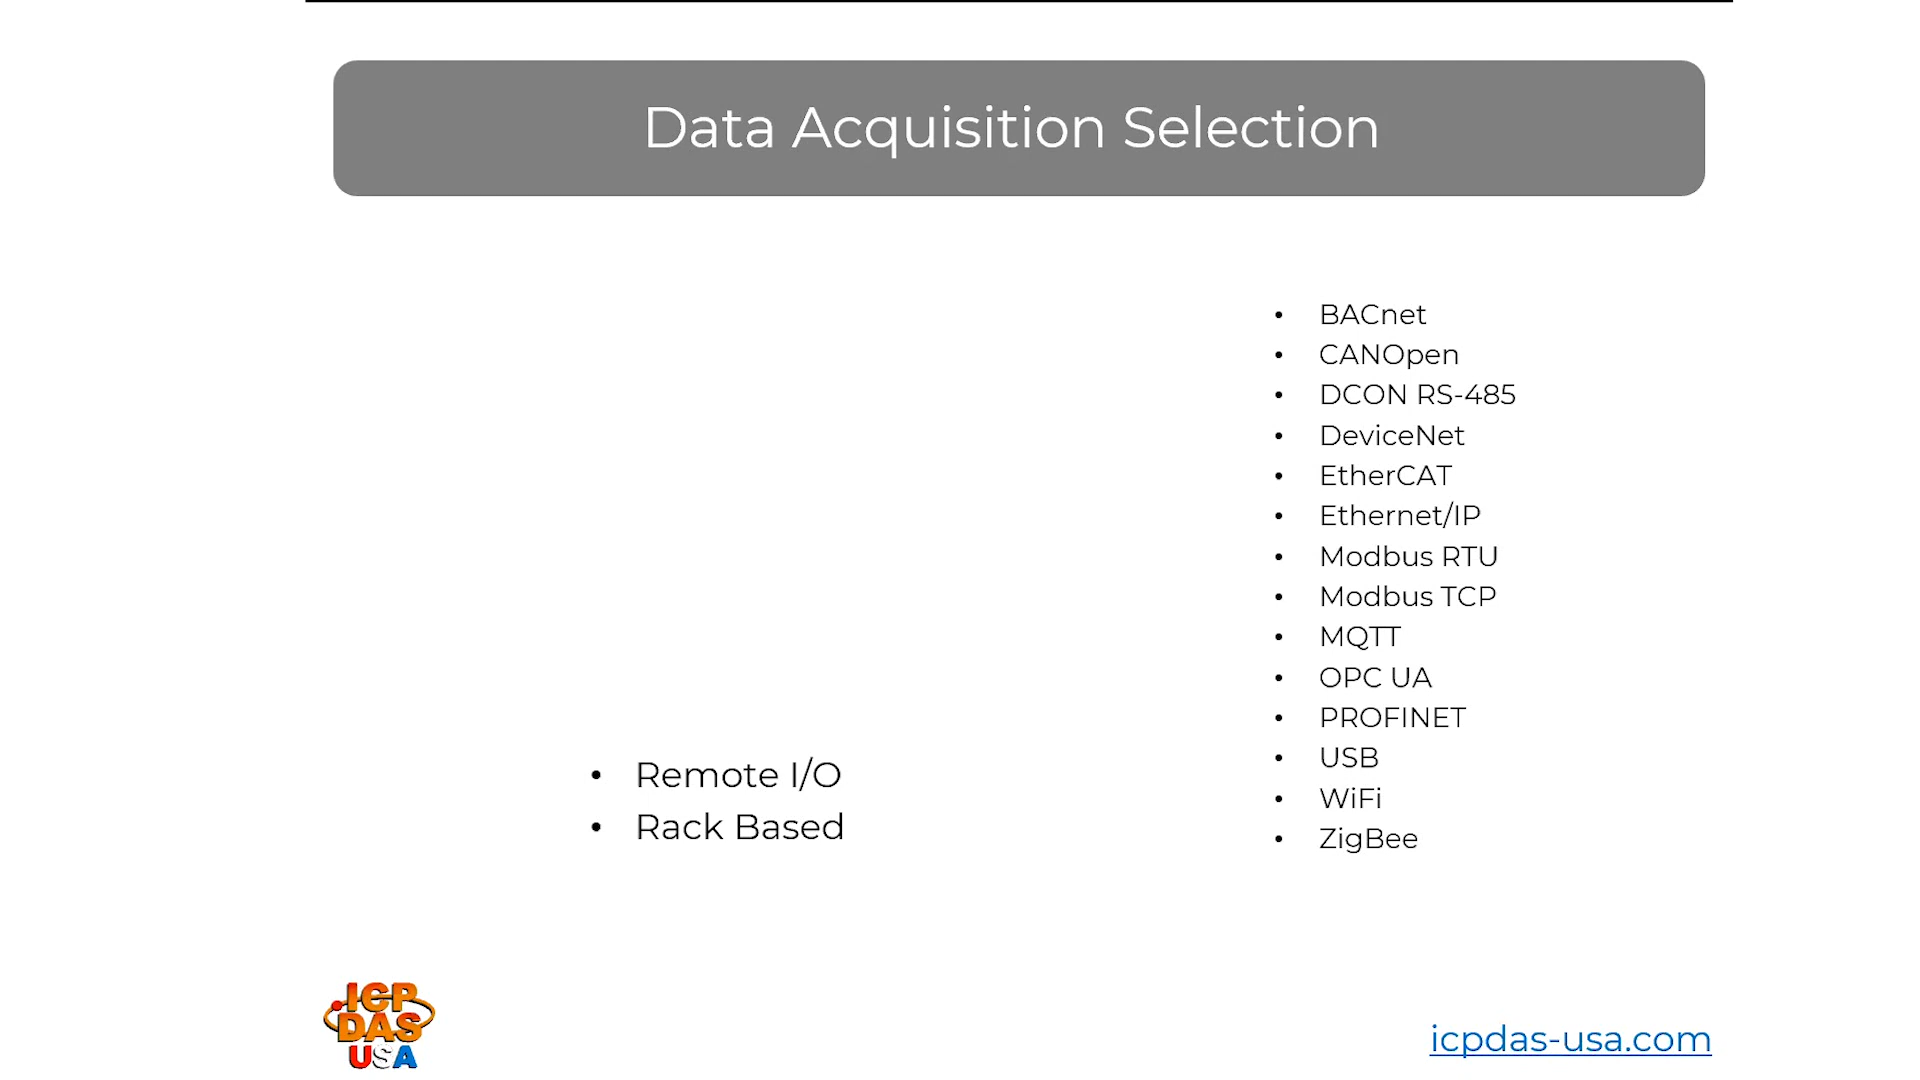 Data Acquisition Selection
• Remote I/O
• Rack Based
• BACnet
• CANOpen
• DCON RS-485
• DeviceNet
• EtherCAT
• Ethernet/IP
• Modbus RTU
• Modbus TCP
• MQTT
• OPC UA
• PROFINET
• USB
• WiFi
• ZigBee
ICP
DAS
USA
icpdas-usa.com